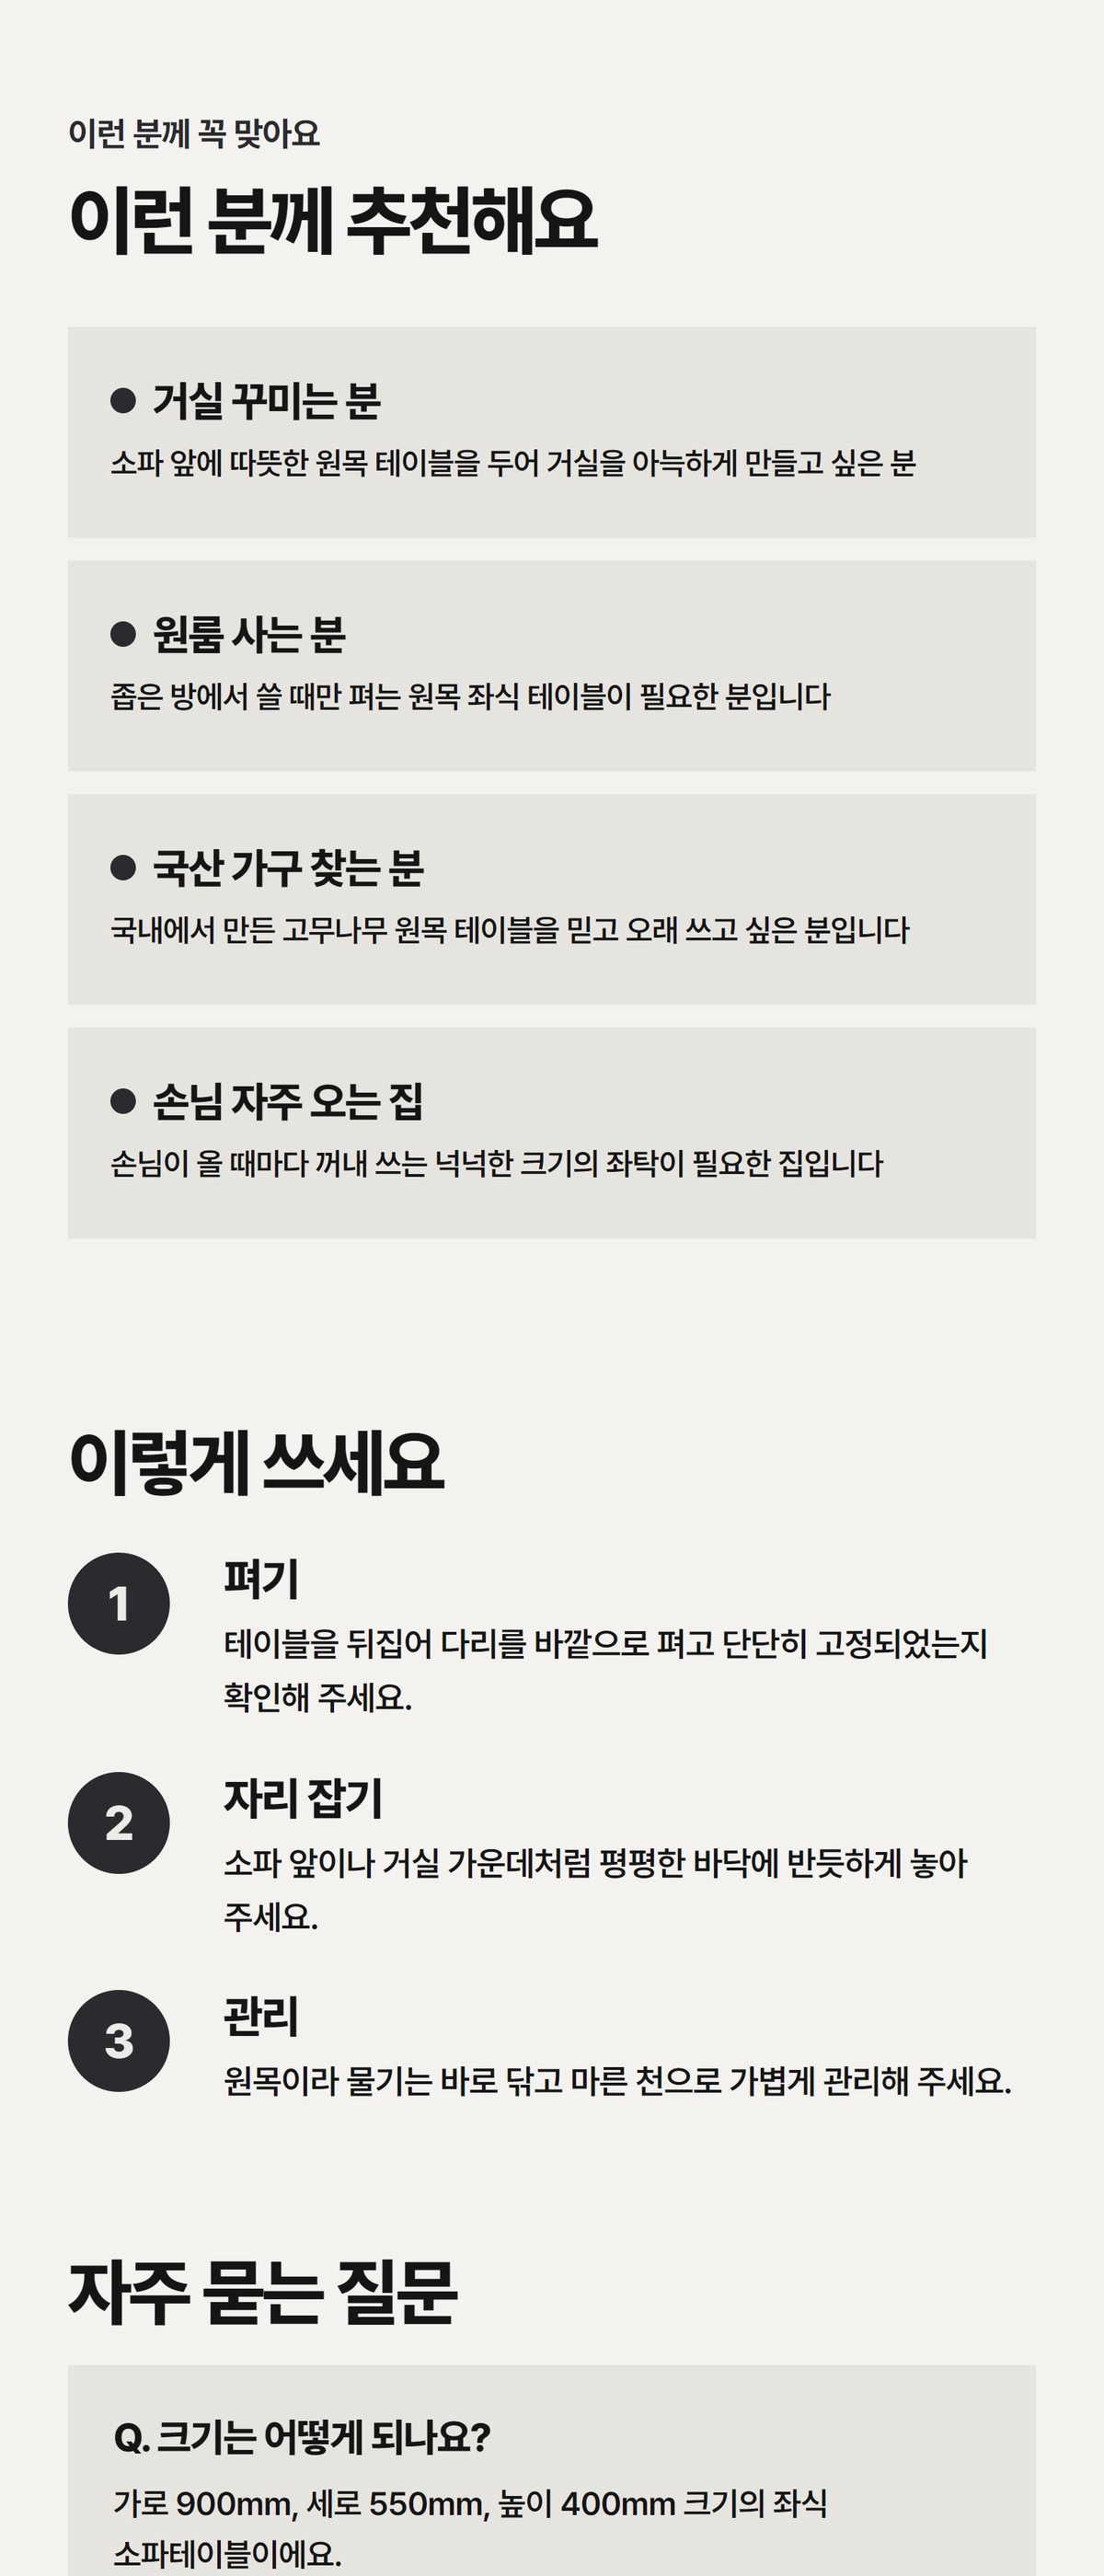 이런 분께 꼭 맞아요
이런 분께 추천해요
거실 꾸미는 분
소파 앞에 따뜻한 원목 테이블을 두어 거실을 아늑하게 만들고 싶은 분
원룸 사는 분
좁은 방에서 쓸 때만 펴는 원목 좌식 테이블이 필요한 분입니다
국산 가구 찾는 분
국내에서 만든 고무나무 원목 테이블을 믿고 오래 쓰고 싶은 분입니다
손님 자주 오는 집
손님이 올 때마다 꺼내 쓰는 넉넉한 크기의 좌탁이 필요한 집입니다
이렇게 쓰세요
1
펴기
테이블을 뒤집어 다리를 바깥으로 펴고 단단히 고정되었는지
확인해 주세요.
2
자리 잡기
소파 앞이나 거실 가운데처럼 평평한 바닥에 반듯하게 놓아
주세요.
3
관리
원목이라 물기는 바로 닦고 마른 천으로 가볍게 관리해 주세요.
자주 묻는 질문
Q. 크기는 어떻게 되나요?
가로 900mm, 세로 550mm, 높이 400mm 크기의 좌식
소파테이블이에요.